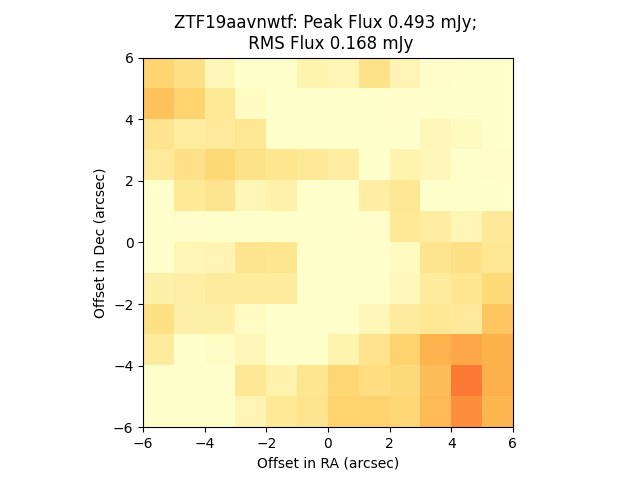 ZTF19aavnwtf: Peak Flux 0.493 mJy;
RMS Flux 0.168 mJy
6
4
2
0
−2
−4
−6
Offset in Dec (arcsec)
−6 −4 −2 0 2 4 6
Offset in RA (arcsec)